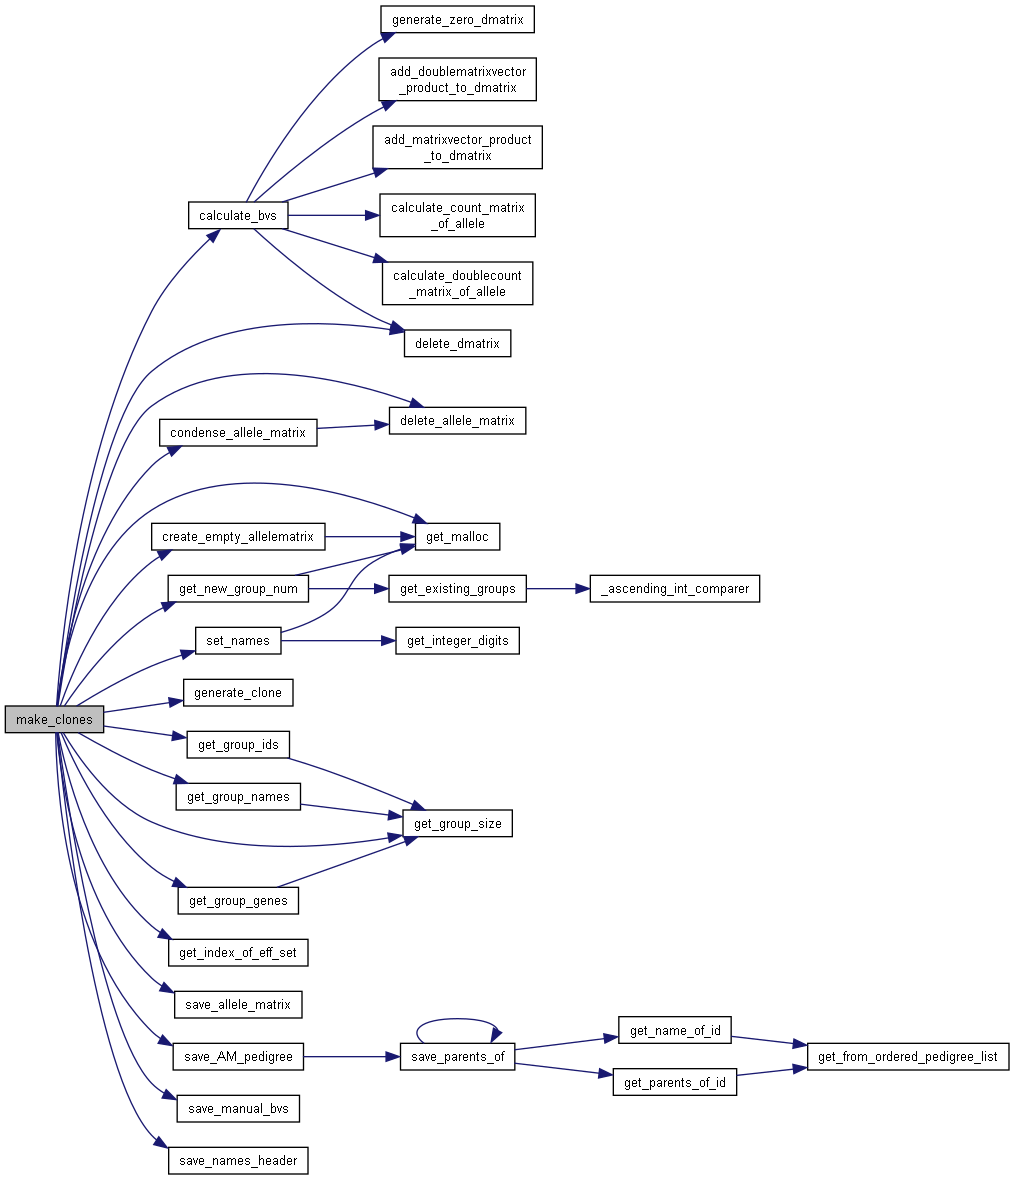 generate_zero_dmatrix
add_doublematrixvector
_product_to_dmatrix
add_matrixvector_product
_to_dmatrix
calculate_bvs
calculate_count_matrix
_of_allele
calculate_doublecount
_matrix_of_allele
delete_dmatrix
delete_allele_matrix
condense_allele_matrix
create_empty_allelematrix
get_malloc
get_new_group_num
get_existing_groups
_ascending_int_comparer
set_names
get_integer_digits
generate_clone
make_clones
get_group_ids
get_group_names
get_group_size
get_group_genes
get_index_of_eff_set
save_allele_matrix
save_AM_pedigree
save_parents_of
get_name_of_id
get_from_ordered_pedigree_list
get_parents_of_id
save_manual_bvs
save_names_header